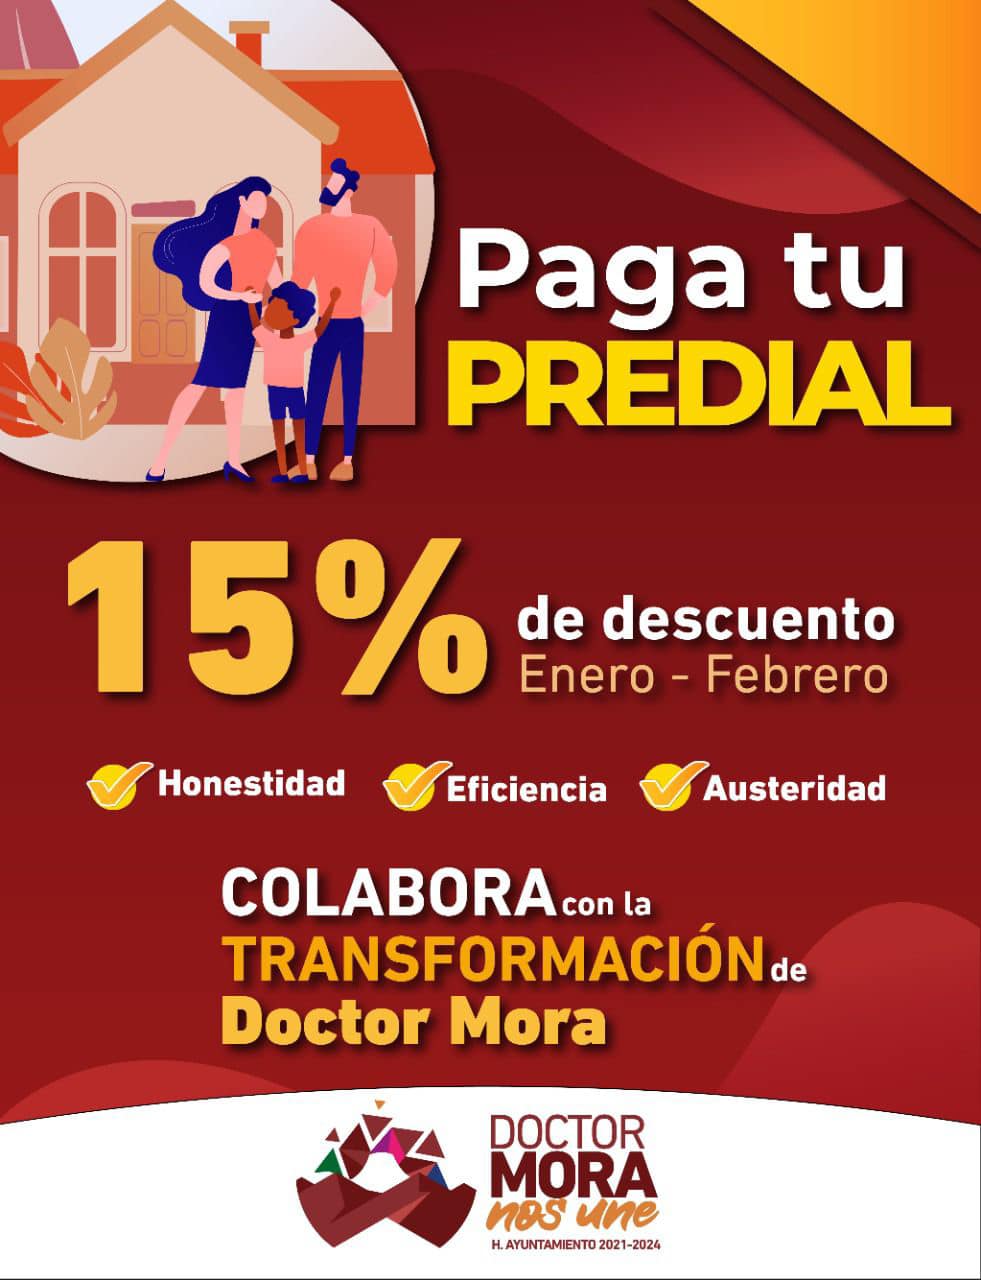 Paga tu
PREDIAL
15% de descuento
Enero - Febrero
Honestidad Eficiencia Austeridad
COLABORA con la
TRANSFORMACIÓN de
Doctor Mora
DOCTOR
MORA
nos une
H. AYUNTAMIENTO 2021-2024